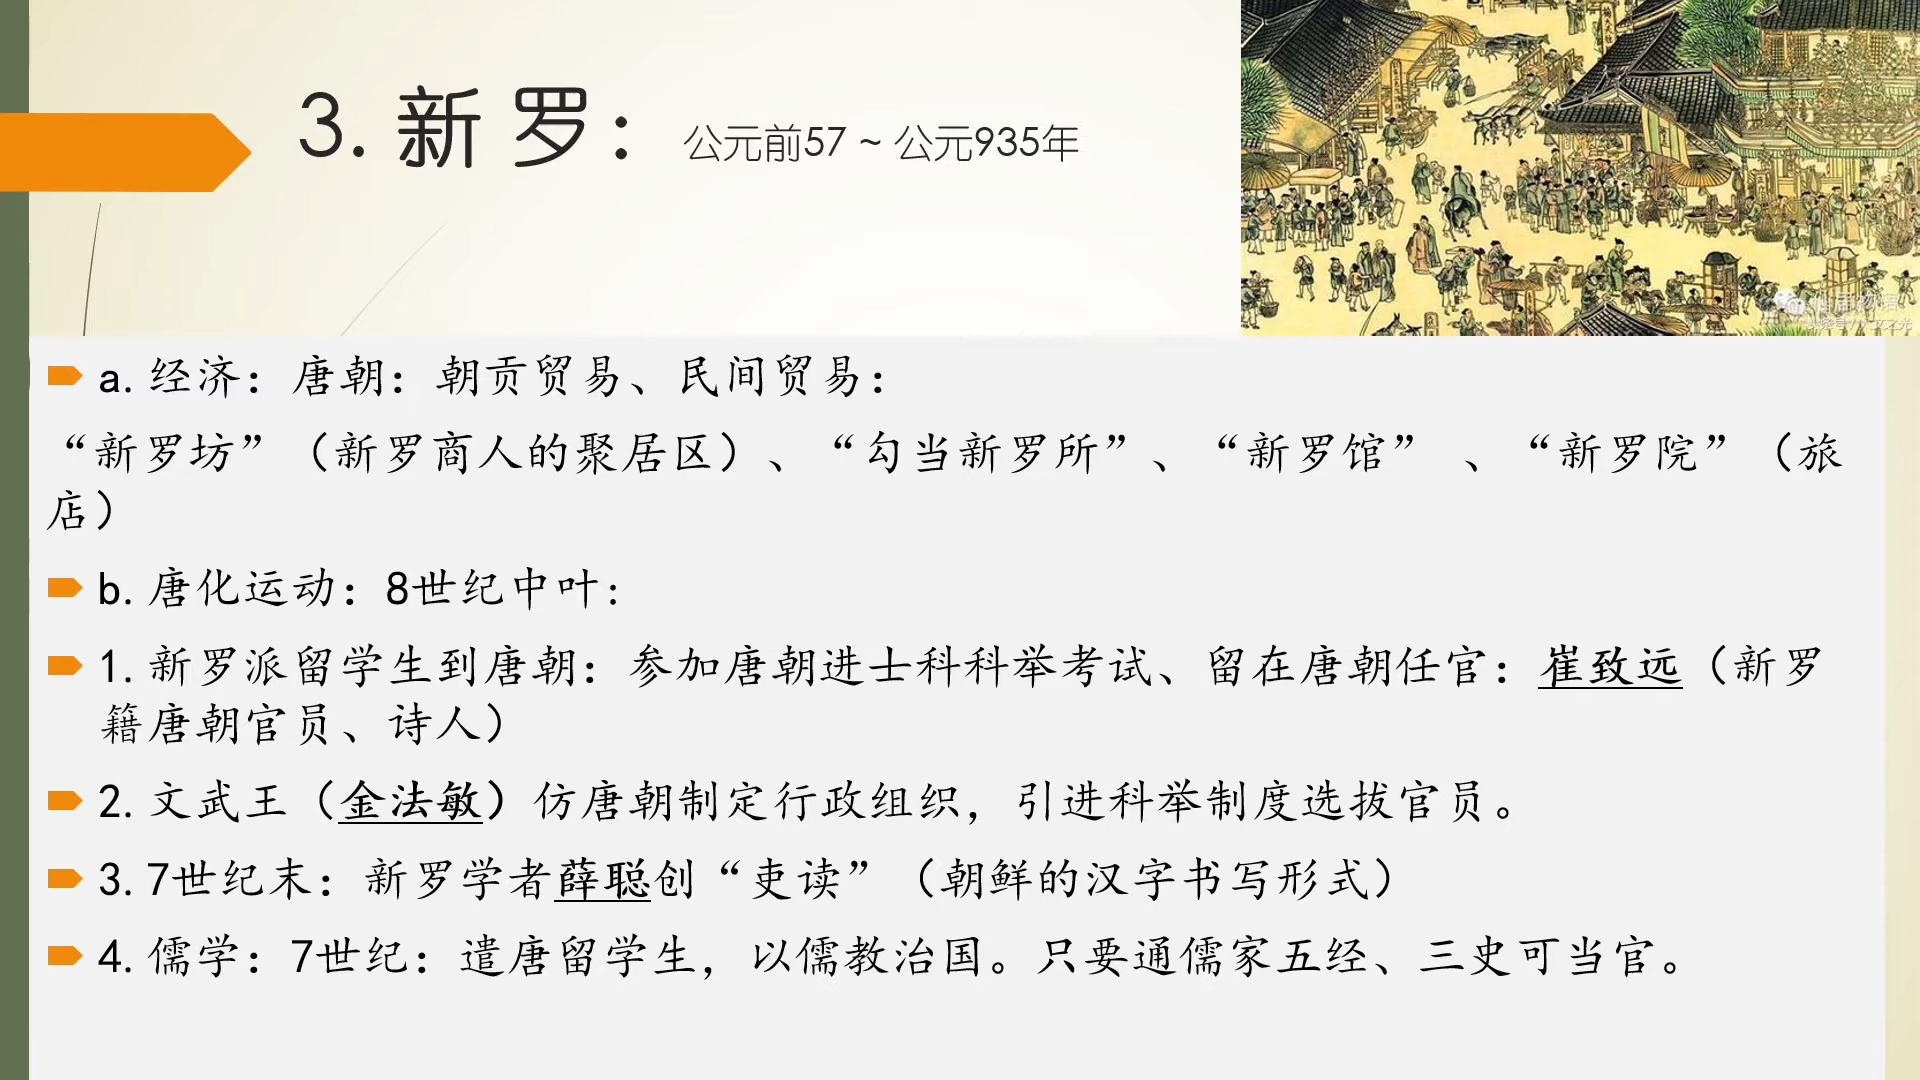 3. 新 罗： 公元前57 ~ 公元935年
a. 经济：唐朝：朝贡贸易、民间贸易：
“新罗坊”（新罗商人的聚居区）、“勾当新罗所”、“新罗馆” 、“新罗院”（旅
店）
b. 唐化运动：8世纪中叶：
1. 新罗派留学生到唐朝：参加唐朝进士科科举考试、留在唐朝任官：崔致远（新罗
籍唐朝官员、诗人）
2. 文武王（金法敏）仿唐朝制定行政组织，引进科举制度选拔官员。
3. 7世纪末：新罗学者薛聪创“吏读”（朝鲜的汉字书写形式）
4. 儒学：7世纪：遣唐留学生，以儒教治国。只要通儒家五经、三史可当官。